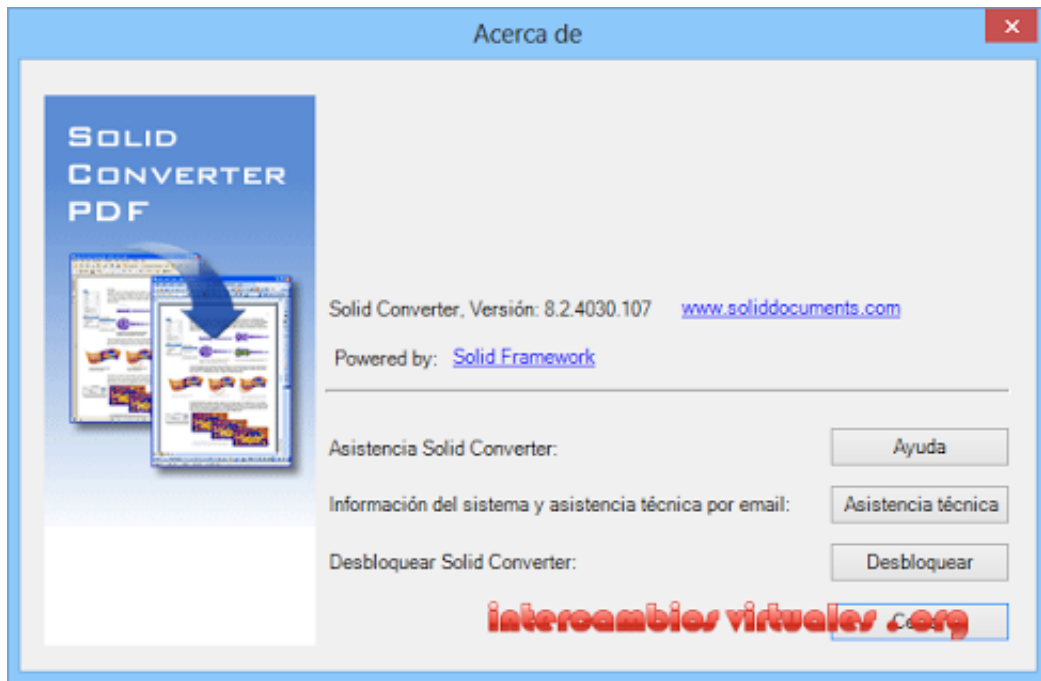 Acerca de
SOLID
CONVERTER
PDF
Solid Converter, Versión: 8.2.4030.107 www.soliddocuments.com
Powered by: Solid Framework
Asistencia Solid Converter: Ayuda
Información del sistema y asistencia técnica por email: Asistencia técnica
Desbloquear Solid Converter: Desbloquear
intercambios virtuales .org